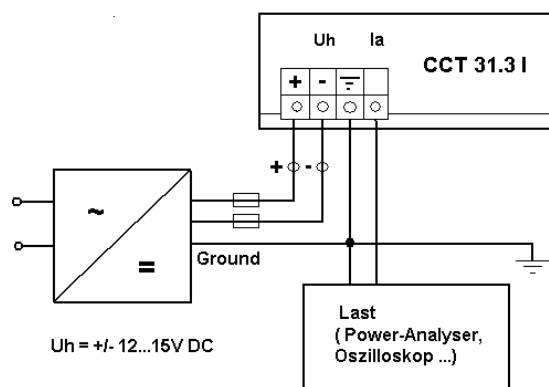 Uh Ia
CCT 31.3 I
+ -
+ -
~
=
Ground
Last
( Power-Analyser,
Oszilloskop ...)
Uh = +/- 12...15V DC